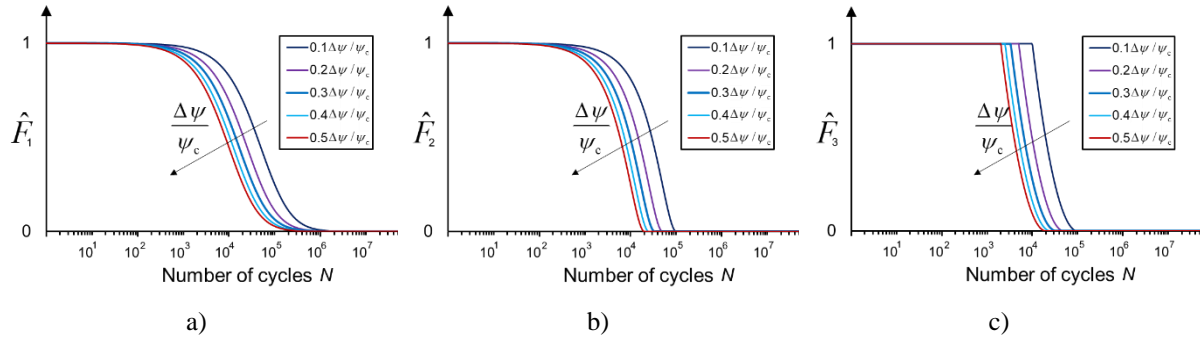 1
0
F̂₁
Δψ
ψc
0.1Δψ/ψc
0.2Δψ/ψc
0.3Δψ/ψc
0.4Δψ/ψc
0.5Δψ/ψc
10¹ 10² 10³ 10⁴ 10⁵ 10⁶ 10⁷
Number of cycles N
a)
1
0
F̂₂
Δψ
ψc
0.1Δψ/ψc
0.2Δψ/ψc
0.3Δψ/ψc
0.4Δψ/ψc
0.5Δψ/ψc
10¹ 10² 10³ 10⁴ 10⁵ 10⁶ 10⁷
Number of cycles N
b)
1
0
F̂₃
Δψ
ψc
0.1Δψ/ψc
0.2Δψ/ψc
0.3Δψ/ψc
0.4Δψ/ψc
0.5Δψ/ψc
10¹ 10² 10³ 10⁴ 10⁵ 10⁶ 10⁷
Number of cycles N
c)